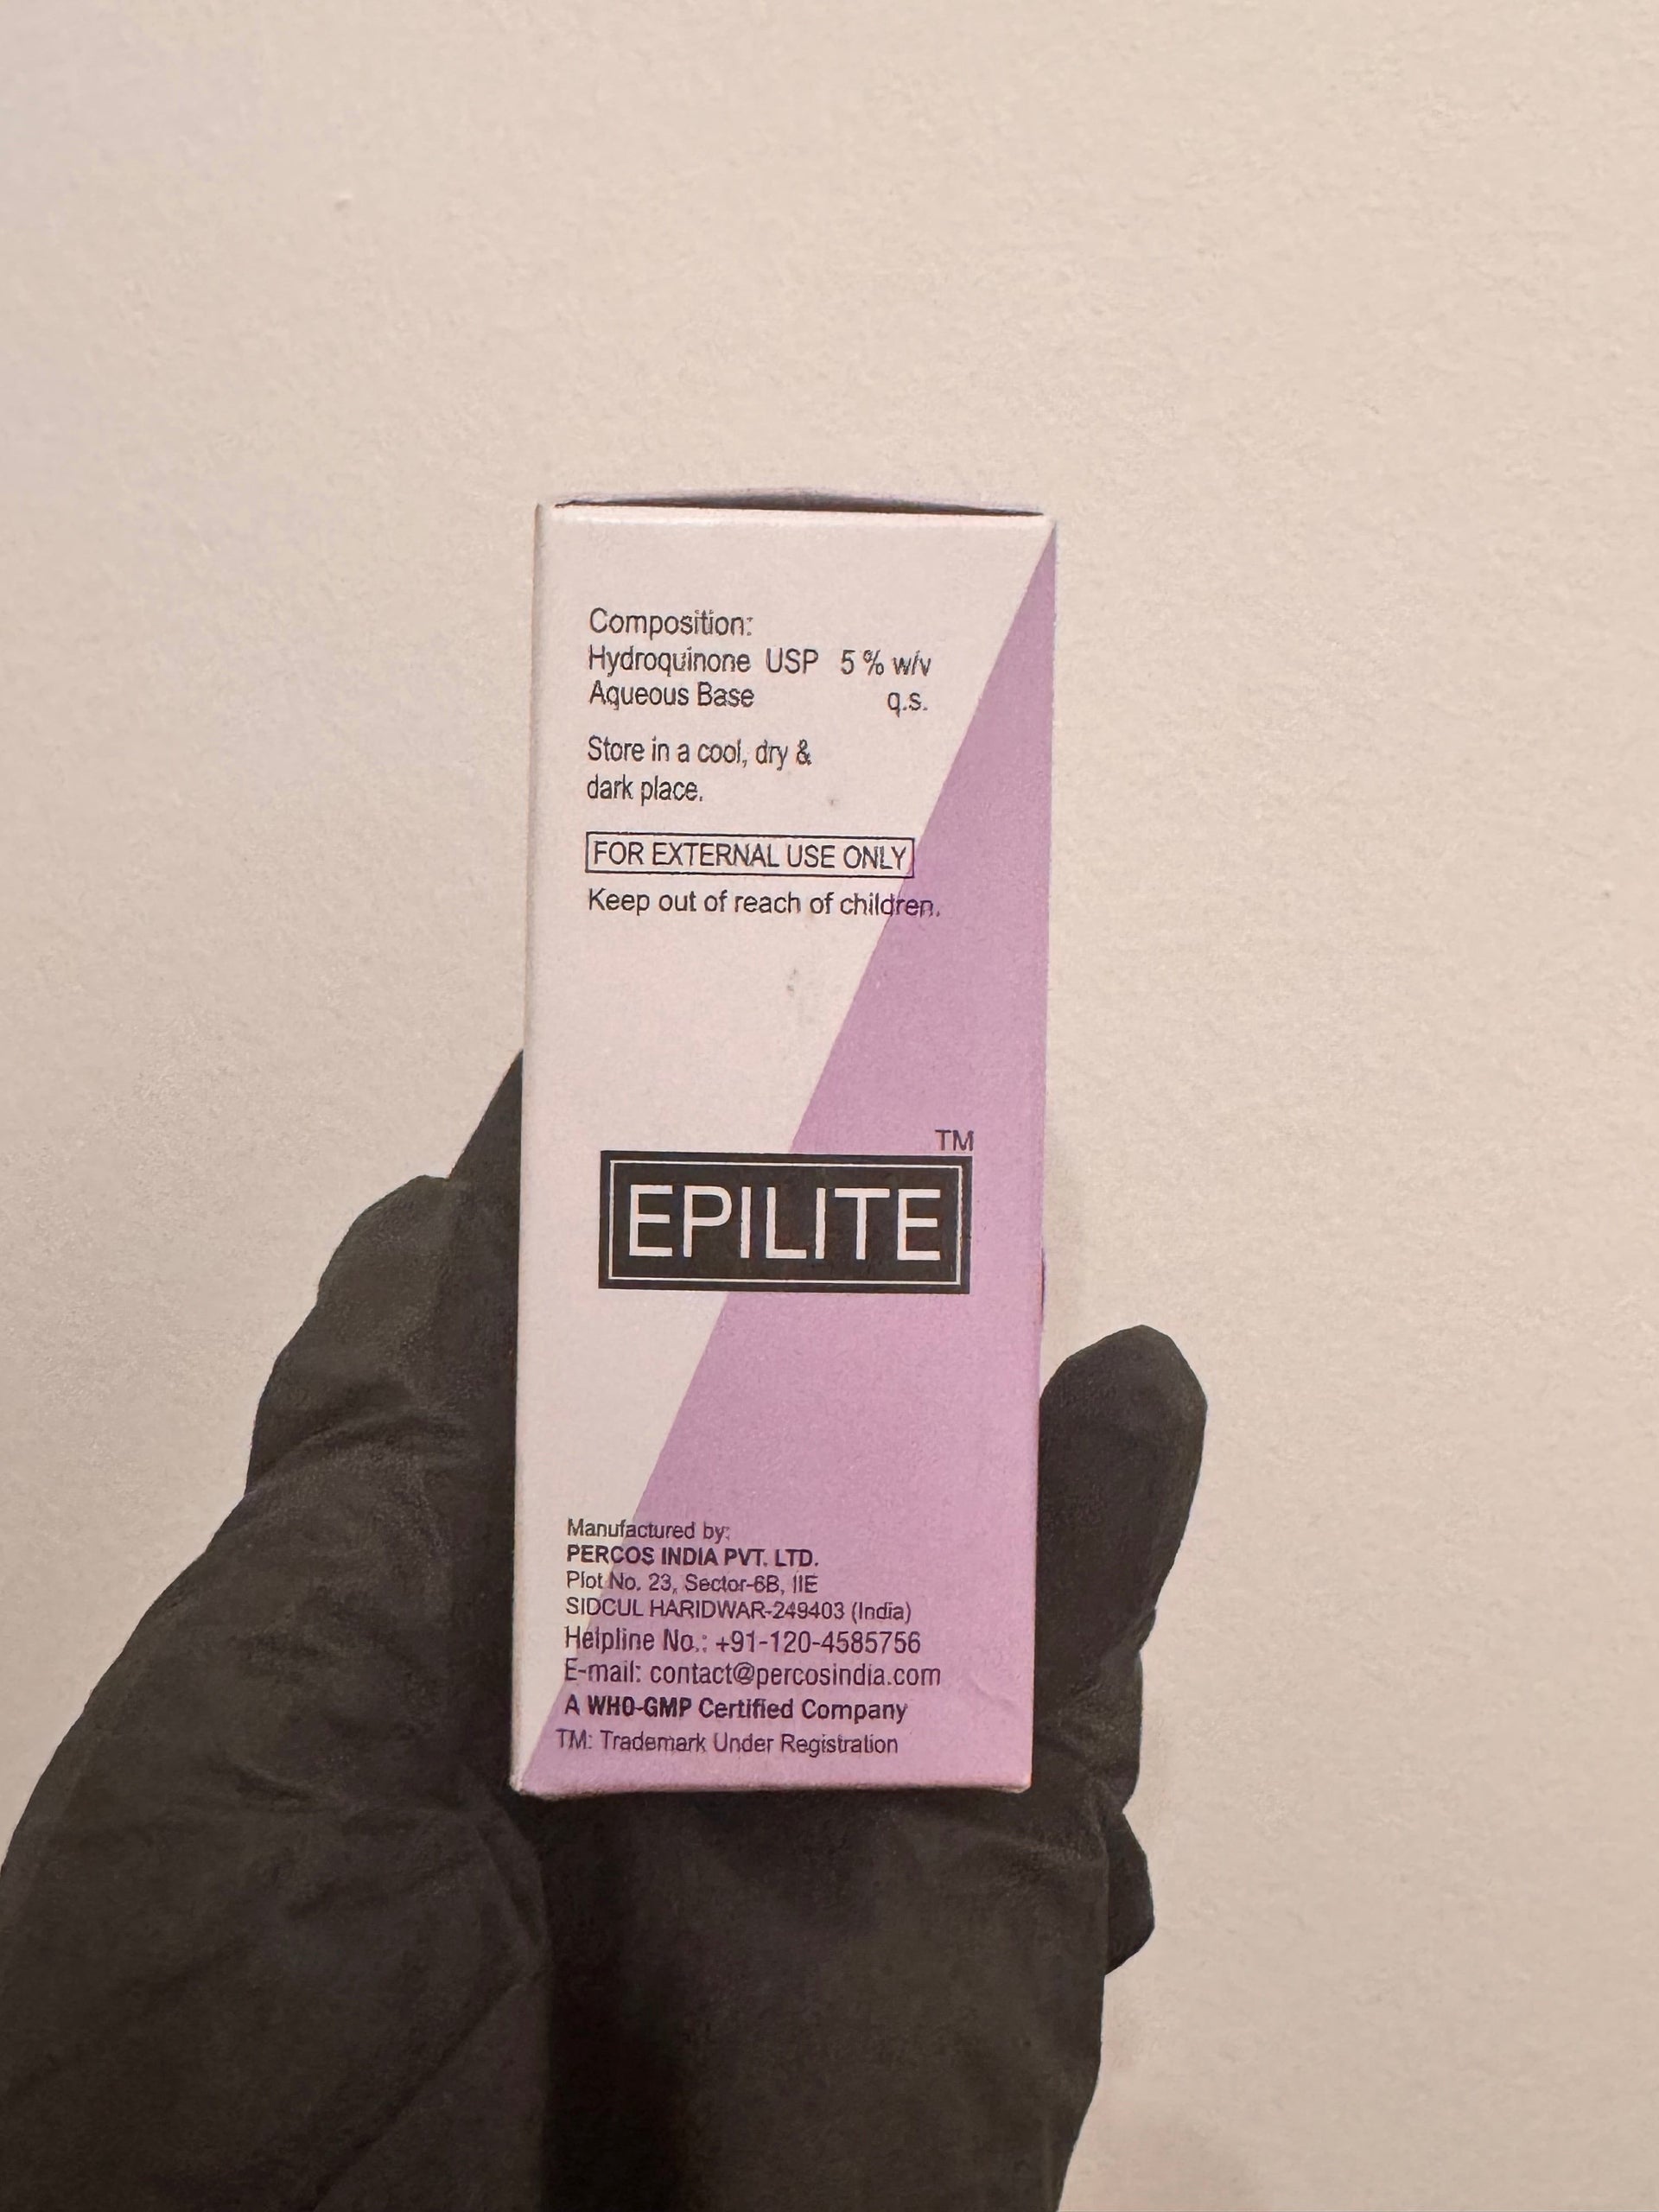 Composition:
Hydroquinone USP 5 % w/v
Aqueous Base q.s.
Store in a cool, dry &
dark place.
FOR EXTERNAL USE ONLY
Keep out of reach of children.
TM
EPILITE
Manufactured by:
PERCOS INDIA PVT. LTD.
Plot No. 23, Sector-6B, IIE
SIDCUL HARIDWAR-249403 (India)
Helpline No.: +91-120-4585756
E-mail: contact@percosindia.com
A WHO-GMP Certified Company
TM: Trademark Under Registration